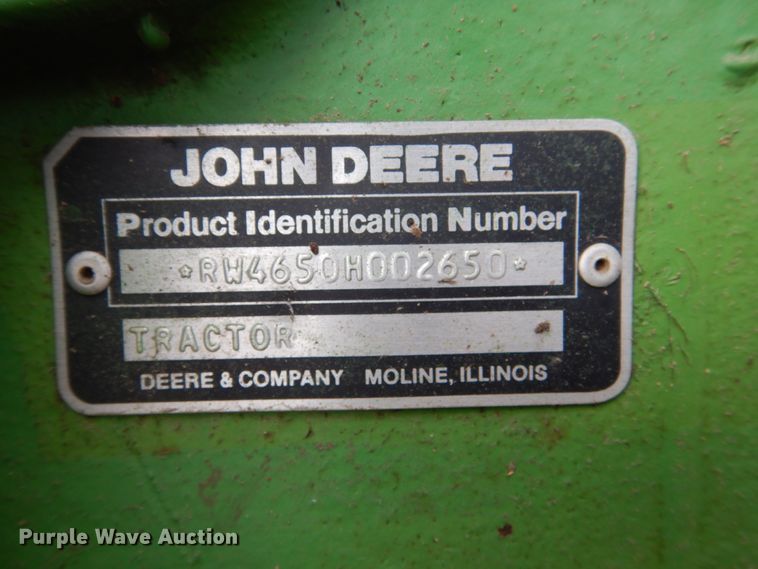 JOHN DEERE
Product Identification Number
*RW4650H002650*
TRACTOR
DEERE & COMPANY MOLINE, ILLINOIS
Purple Wave Auction